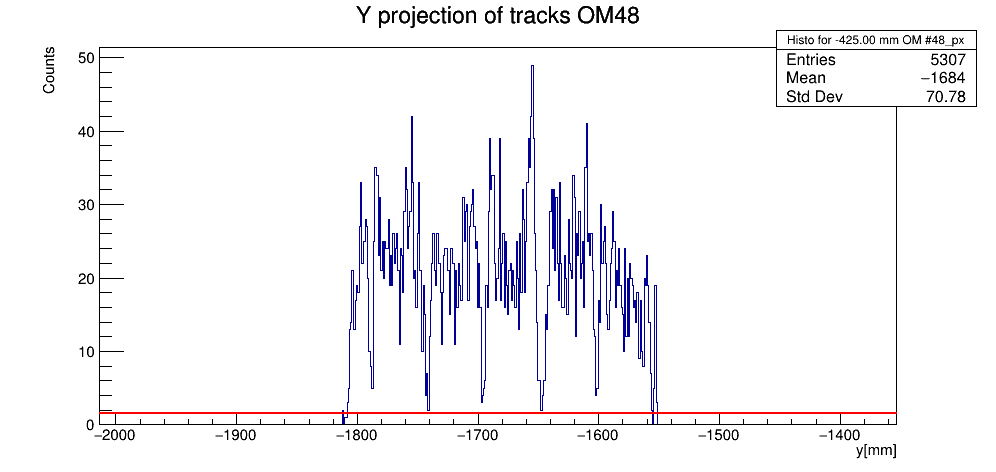 Y projection of tracks OM48
Histo for -425.00 mm OM #48_px
Entries 5307
Mean −1684
Std Dev 70.78
Counts
50
40
30
20
10
0
−2000 −1900 −1800 −1700 −1600 −1500 −1400
y[mm]